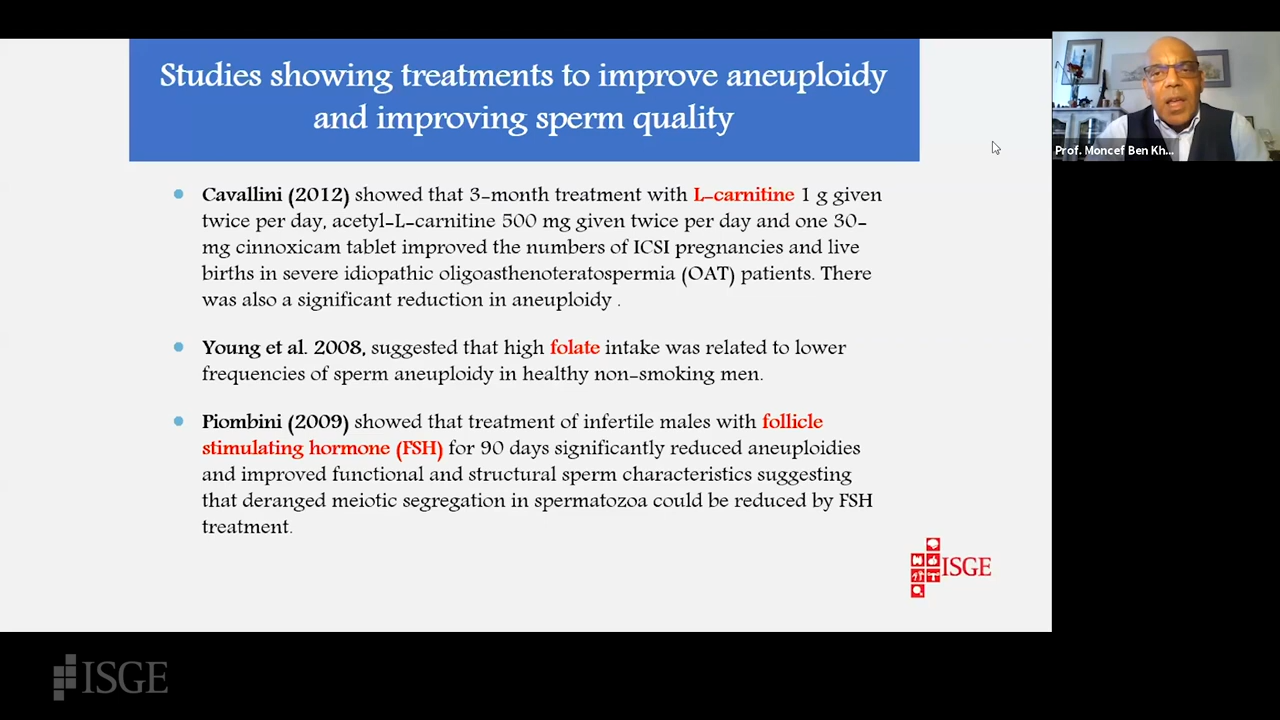 Studies showing treatments to improve aneuploidy
and improving sperm quality
Prof. Moncef Ben Kh...
Cavallini (2012) showed that 3-month treatment with L-carnitine 1 g given
twice per day, acetyl-L-carnitine 500 mg given twice per day and one 30-
mg cinnoxicam tablet improved the numbers of ICSI pregnancies and live
births in severe idiopathic oligoasthenoteratospermia (OAT) patients. There
was also a significant reduction in aneuploidy .
Young et al. 2008, suggested that high folate intake was related to lower
frequencies of sperm aneuploidy in healthy non-smoking men.
Piombini (2009) showed that treatment of infertile males with follicle
stimulating hormone (FSH) for 90 days significantly reduced aneuploidies
and improved functional and structural sperm characteristics suggesting
that deranged meiotic segregation in spermatozoa could be reduced by FSH
treatment.
ISGE
ISGE